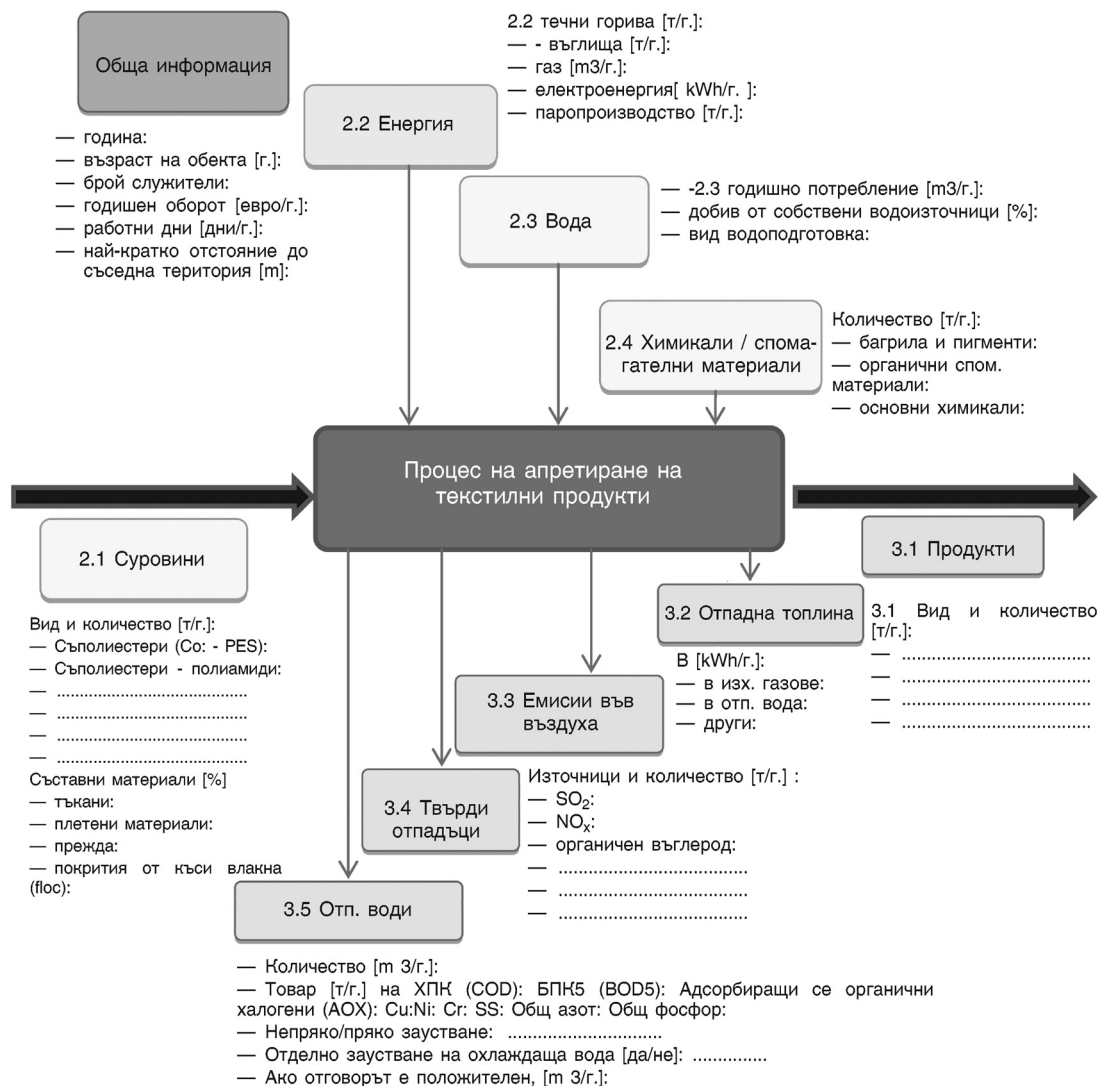 Обща информация
— година:
— възраст на обекта [г.]:
— брой служители:
— годишен оборот [евро/г.]:
— работни дни [дни/г.]:
— най-кратко отстояние до
съседна територия [m]:
2.2 Енергия
2.2 течни горива [т/г.]:
— - въглища [т/г.]:
— газ [m3/г.]:
— електроенергия[ kWh/г. ]:
— паропроизводство [т/г.]:
2.3 Вода
— -2.3 годишно потребление [m3/г.]:
— добив от собствени водоизточници [%]:
— вид водоподготовка:
2.4 Химикали / спома-
гателни материали
Количество [т/г.]:
— багрила и пигменти:
— органични спом.
материали:
— основни химикали:
Процес на апретиране на
текстилни продукти
2.1 Суровини
Вид и количество [т/г.]:
— Съполиестери (Co: - PES):
— Съполиестери - полиамиди:
— ......................................
— ......................................
— ......................................
— ......................................
Съставни материали [%]
— тъкани:
— плетени материали:
— прежда:
— покрития от къси влакна
(floc):
3.1 Продукти
3.1 Вид и количество
[т/г.]:
— ......................................
— ......................................
— ......................................
— ......................................
3.2 Отпадна топлина
В [kWh/г.]:
— в изх. газове:
— в отп. вода:
— други:
3.3 Емисии във
въздуха
Източници и количество [т/г.] :
— SO₂:
— NOₓ:
— органичен въглерод:
— ......................................
— ......................................
— ......................................
3.4 Твърди
отпадъци
3.5 Отп. води
— Количество [m 3/г.]:
— Товар [т/г.] на ХПК (COD): БПК5 (BOD5): Адсорбиращи се органични
халогени (AOX): Cu:Ni: Cr: SS: Общ азот: Общ фосфор:
— Непряко/пряко заустване: ...............................
— Отделно заустване на охлаждаща вода [да/не]: ...............
— Ако отговорът е положителен, [m 3/г.]: